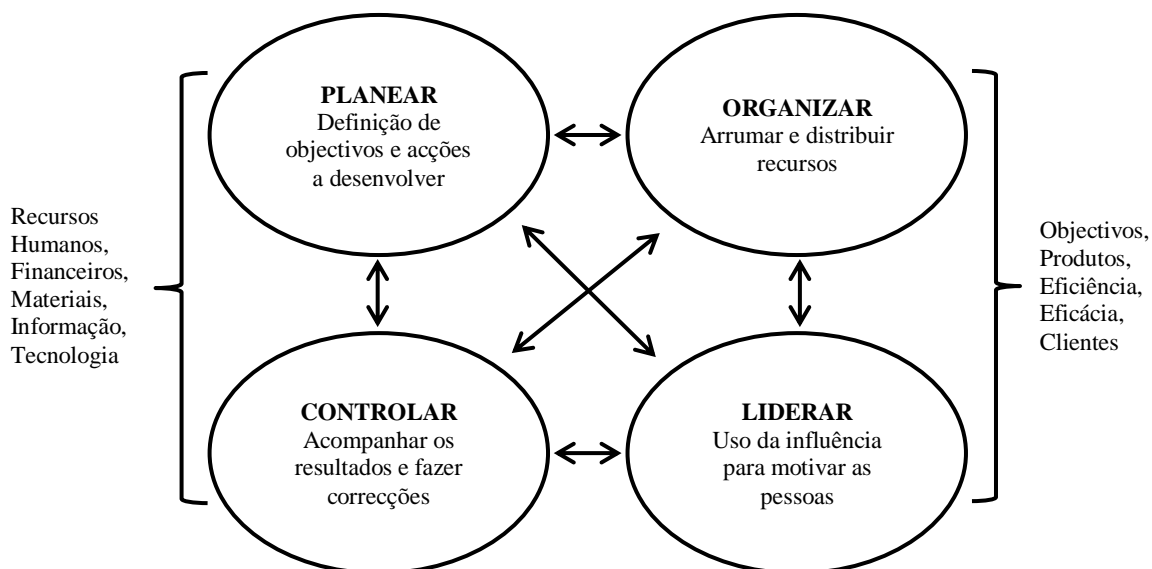 PLANEAR
Definição de
objectivos e acções
a desenvolver
ORGANIZAR
Arrumar e distribuir
recursos
Recursos
Humanos,
Financeiros,
Materiais,
Informação,
Tecnologia
Objectivos,
Produtos,
Eficiência,
Eficácia,
Clientes
CONTROLAR
Acompanhar os
resultados e fazer
correcções
LIDERAR
Uso da influência
para motivar as
pessoas